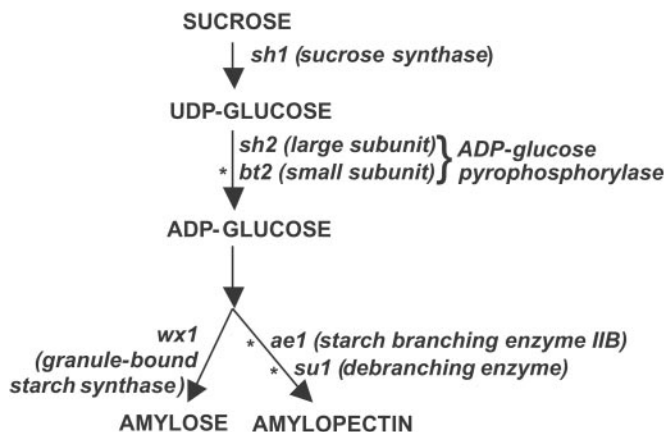 SUCROSE
sh1 (sucrose synthase)
UDP-GLUCOSE
sh2 (large subunit) } ADP-glucose
* bt2 (small subunit) pyrophosphorylase
ADP-GLUCOSE
wx1
(granule-bound
starch synthase)
* ae1 (starch branching enzyme IIB)
* su1 (debranching enzyme)
AMYLOSE AMYLOPECTIN